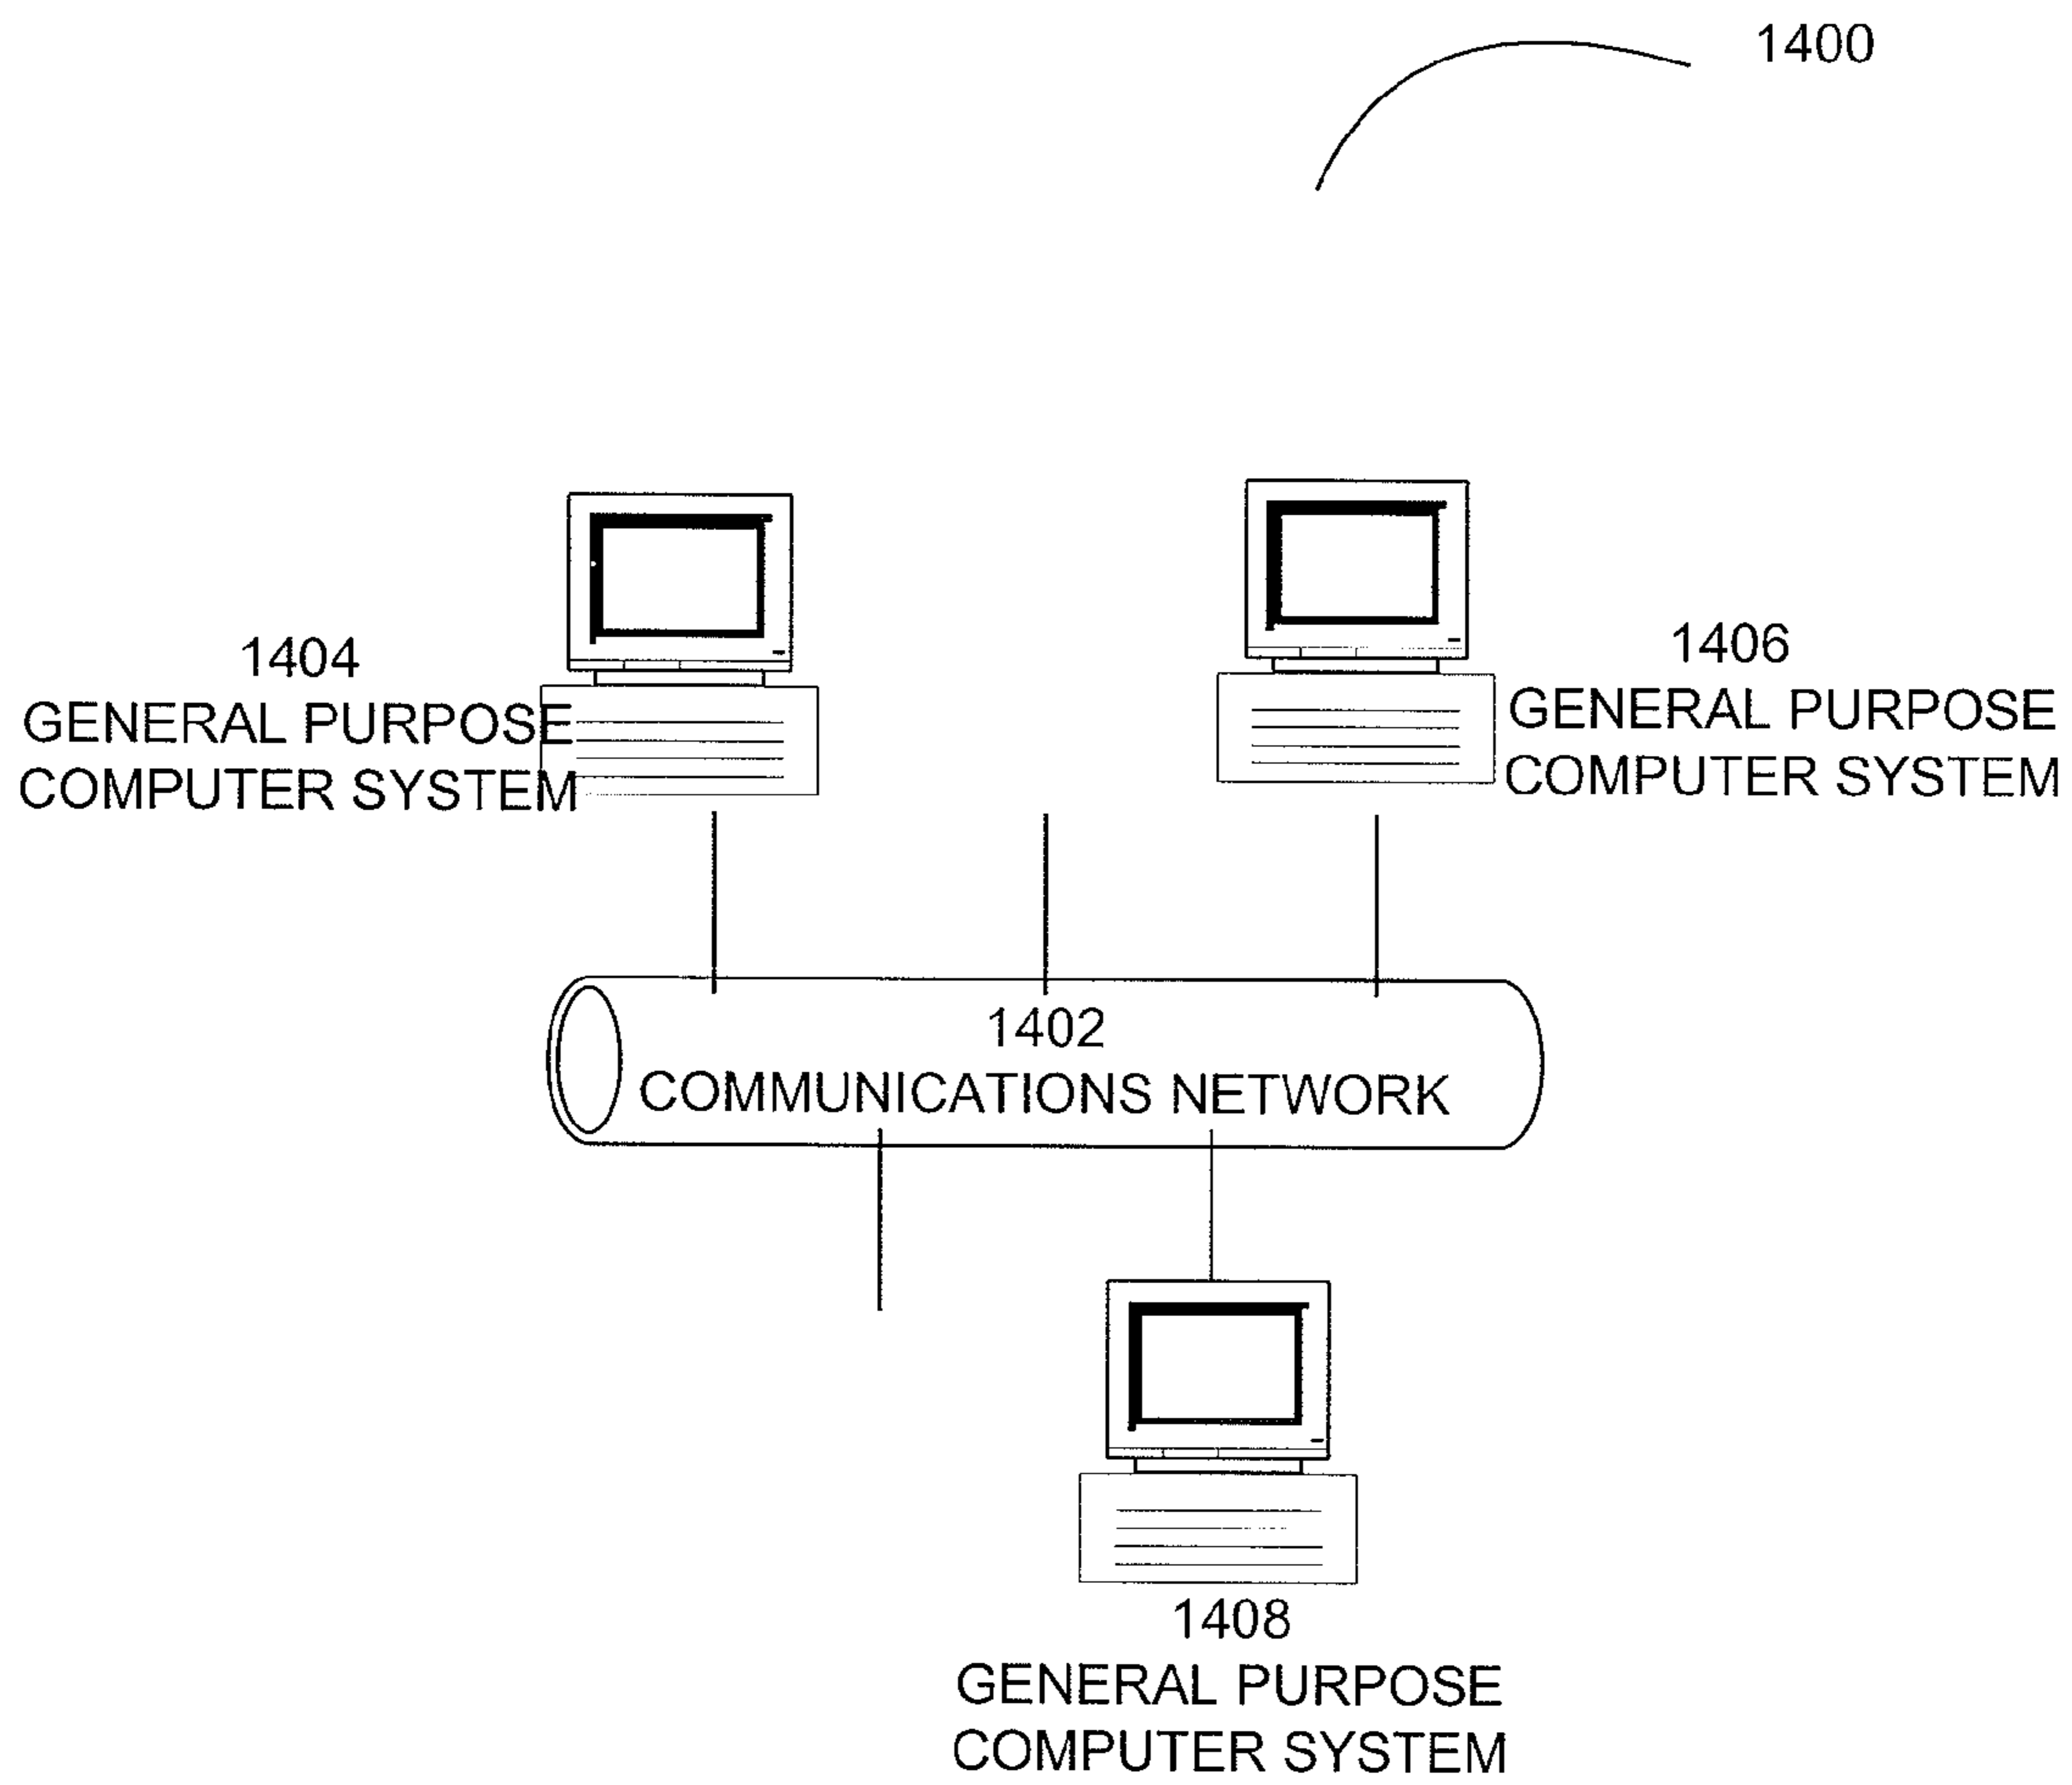 1400
1404
GENERAL PURPOSE
COMPUTER SYSTEM
1406
GENERAL PURPOSE
COMPUTER SYSTEM
1402
COMMUNICATIONS NETWORK
1408
GENERAL PURPOSE
COMPUTER SYSTEM